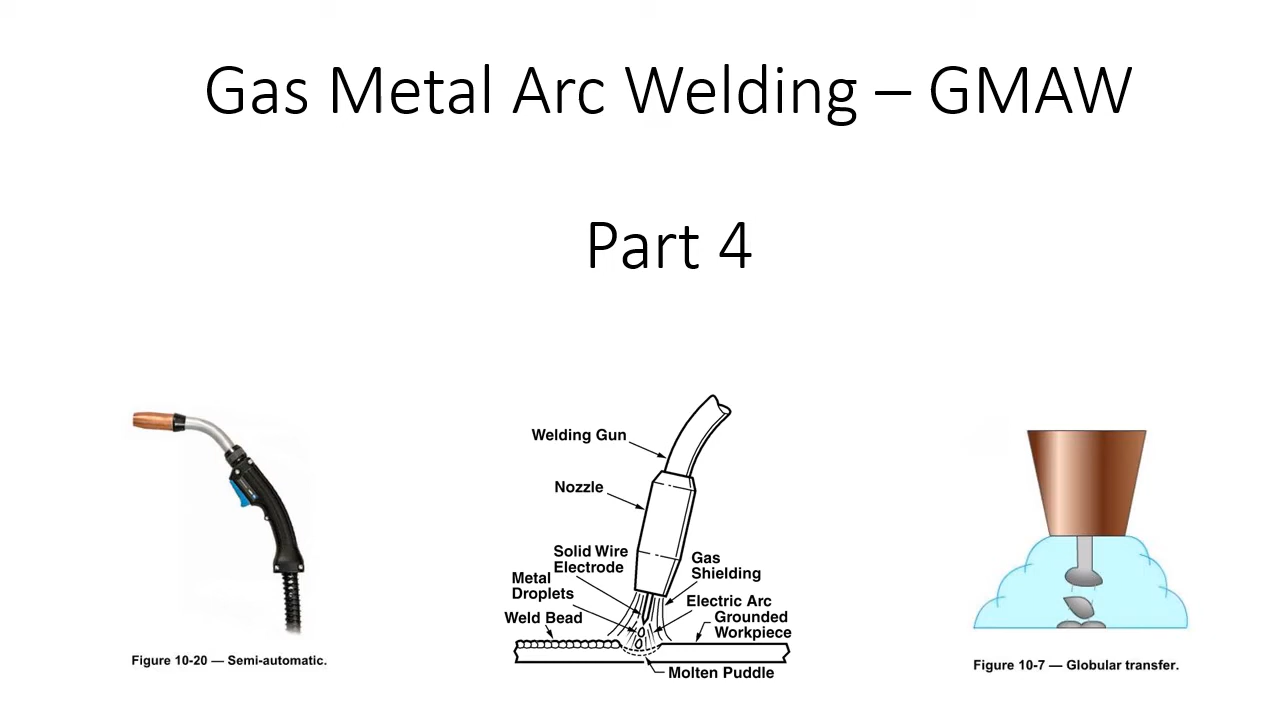 Gas Metal Arc Welding – GMAW
Part 4
Welding Gun
Nozzle
Solid Wire
Electrode
Metal
Droplets
Weld Bead
Gas
Shielding
Electric Arc
Grounded
Workpiece
Molten Puddle
Figure 10-20 — Semi-automatic.
Figure 10-7 — Globular transfer.